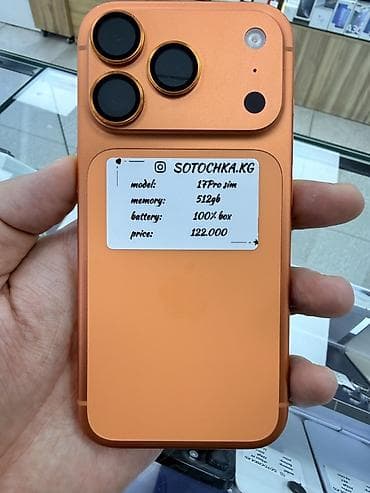 SOTOCHKA.KG
model: 17Pro sim
memory: 512gb
battery: 100% box
price: 122.000